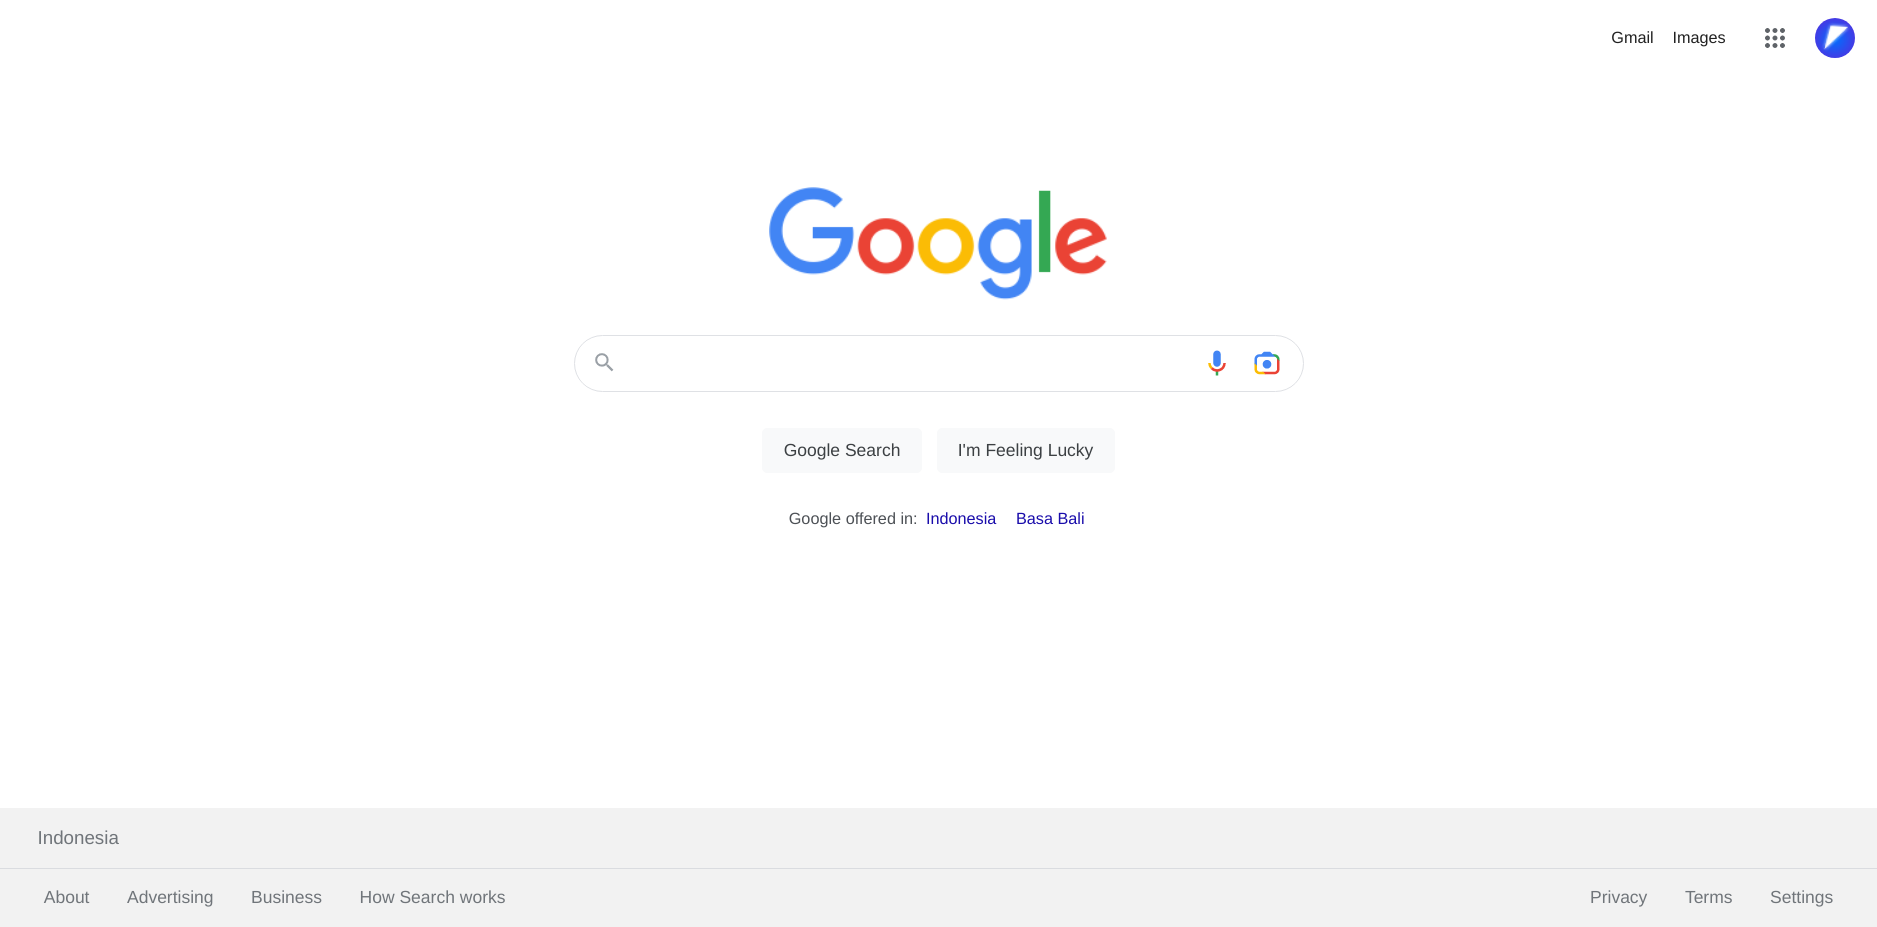 Gmail Images
Google
Google Search I'm Feeling Lucky
Google offered in: Indonesia Basa Bali
Indonesia
About Advertising Business How Search works Privacy Terms Settings